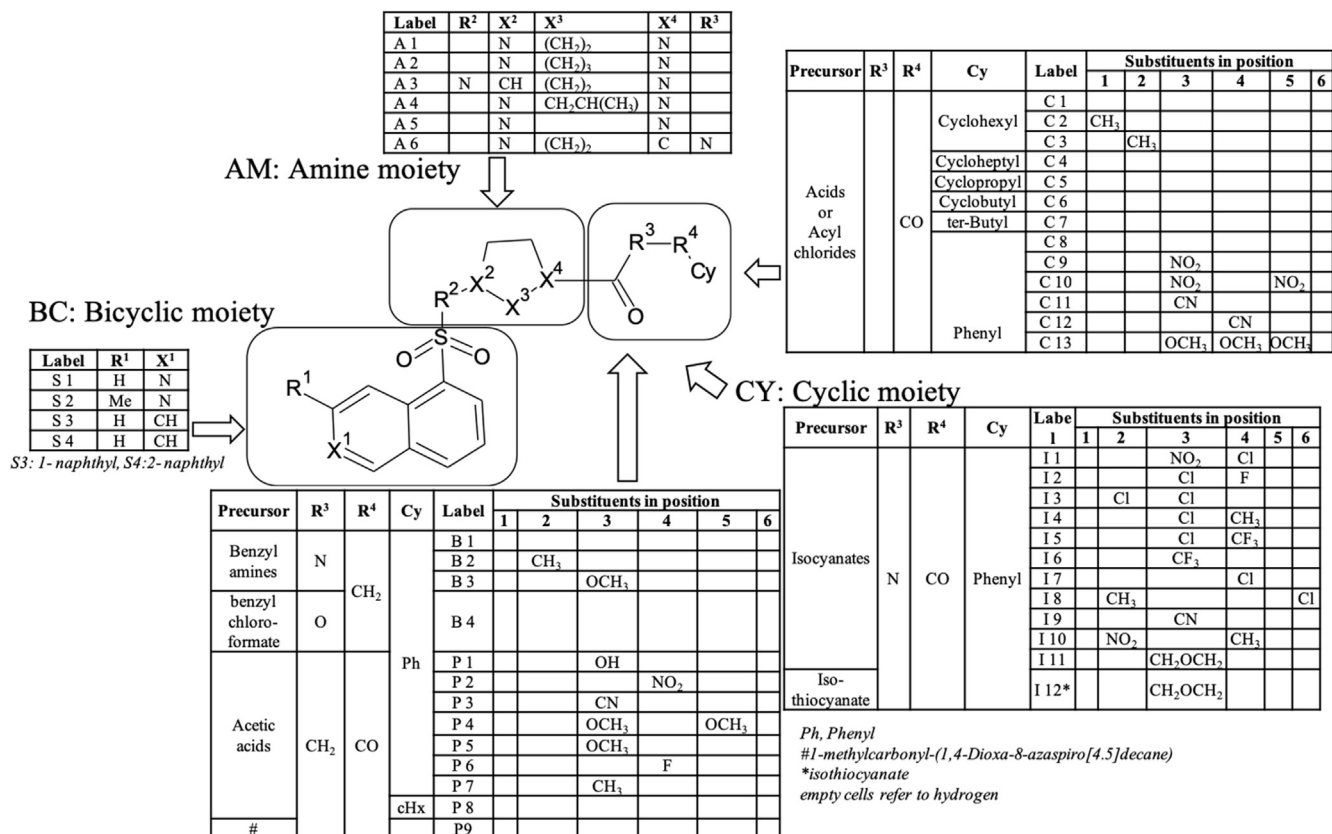 Label R² X² X³ X⁴ R³
A 1 N (CH₂)₂ N
A 2 N (CH₂)₃ N
A 3 N CH (CH₂)₂ N
A 4 N CH₂CH(CH₃) N
A 5 N N
A 6 N (CH₂)₂ C N
AM: Amine moiety
Precursor R³ R⁴ Cy Label Substituents in position
1 2 3 4 5 6
Acids
or
Acyl
chlorides
CO
Cyclohexyl
C 1
C 2 CH₃
C 3 CH₃
Cycloheptyl C 4
Cyclopropyl C 5
Cyclobutyl C 6
ter-Butyl C 7
Phenyl
C 8
C 9 NO₂
C 10 NO₂ NO₂
C 11 CN
C 12 CN
C 13 OCH₃ OCH₃ OCH₃
R³ R⁴
Cy
X² X⁴
R² X³
O
S
O O
R¹
X¹
BC: Bicyclic moiety
Label R¹ X¹
S 1 H N
S 2 Me N
S 3 H CH
S 4 H CH
S3: 1- naphthyl, S4:2- naphthyl
CY: Cyclic moiety
Precursor R³ R⁴ Cy Labe
l
Substituents in position
1 2 3 4 5 6
Isocyanates
N CO Phenyl
I 1 NO₂ Cl
I 2 Cl F
I 3 Cl Cl
I 4 Cl CH₃
I 5 Cl CF₃
I 6 CF₃
I 7 Cl
I 8 CH₃ Cl
I 9 CN
I 10 NO₂ CH₃
I 11 CH₂OCH₂
Iso-
thiocyanate
I 12* CH₂OCH₂
Precursor R³ R⁴ Cy Label Substituents in position
1 2 3 4 5 6
Benzyl
amines
N
CH₂
Ph
B 1
B 2 CH₃
B 3 OCH₃
benzyl
chloro-
formate
O
B 4
Acetic
acids
CH₂ CO
P 1 OH
P 2 NO₂
P 3 CN
P 4 OCH₃ OCH₃
P 5 OCH₃
P 6 F
P 7 CH₃
cHx P 8
# P9
Ph, Phenyl
#1-methylcarbonyl-(1,4-Dioxa-8-azaspiro[4.5]decane)
*isothiocyanate
empty cells refer to hydrogen